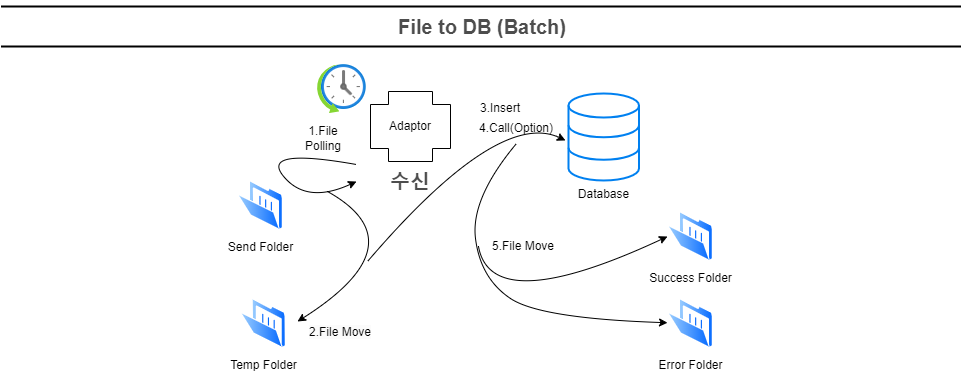 File to DB (Batch)
1.File
Polling
Adaptor
수신
3.Insert
4.Call(Option)
Database
Send Folder
5.File Move
Success Folder
2.File Move
Temp Folder
Error Folder